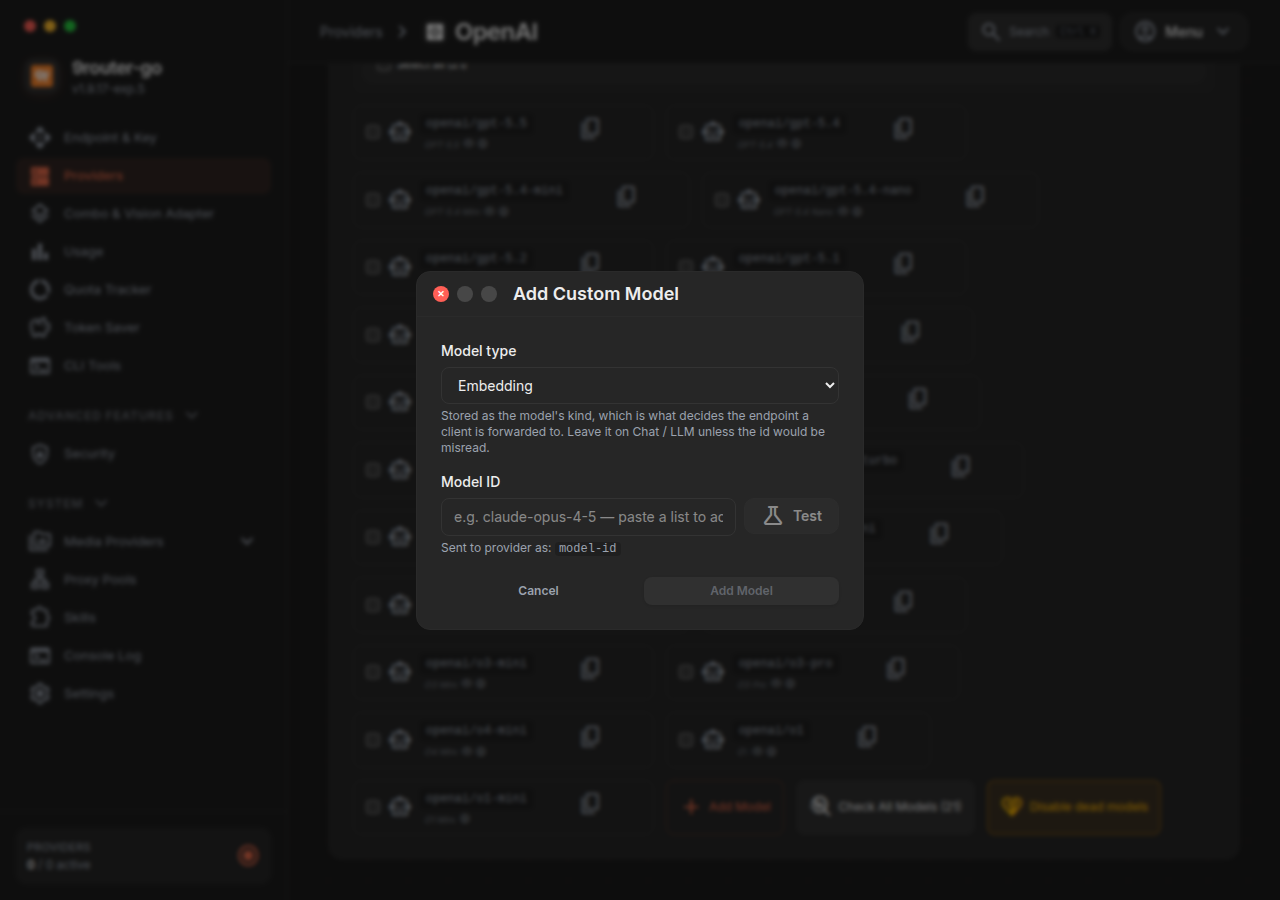 Providers
OpenAI
Search
Menu
9router-go
Endpoint & Key
Providers
Combo & Vision Adapter
Usage
Quota Tracker
Token Saver
CLI Tools
ADVANCED FEATURES
Security
SYSTEM
Media Providers
Proxy Pools
Skills
Console Log
Settings
PROVIDERS
0 / 0 active
openai/gpt-5.5
openai/gpt-5.4
openai/gpt-5.4-mini
openai/gpt-5.4-nano
openai/gpt-5.2
openai/gpt-5.1
Add Custom Model
Model type
Embedding
Stored as the model's kind, which is what decides the endpoint a
client is forwarded to. Leave it on Chat / LLM unless the id would be
misread.
Model ID
e.g. claude-opus-4-5 — paste a list to ac
Test
Sent to provider as: model-id
Cancel
Add Model
openai/o3-mini
openai/o3-pro
openai/o4-mini
openai/o1
openai/o1-mini
Add Model
Check All Models (21)
Disable dead models